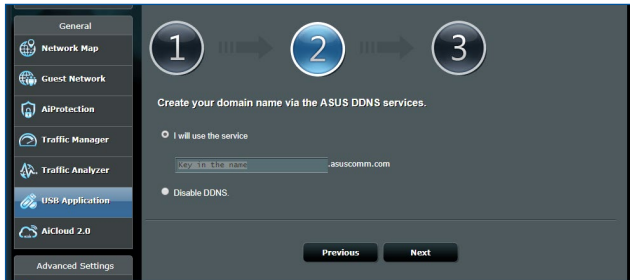 General
Network Map
Guest Network
AiProtection
Traffic Manager
Traffic Analyzer
USB Application
AiCloud 2.0
Advanced Settings
1
2
3
Create your domain name via the ASUS DDNS services.
I will use the service
Key in the name .asuscomm.com
Disable DDNS.
Previous Next